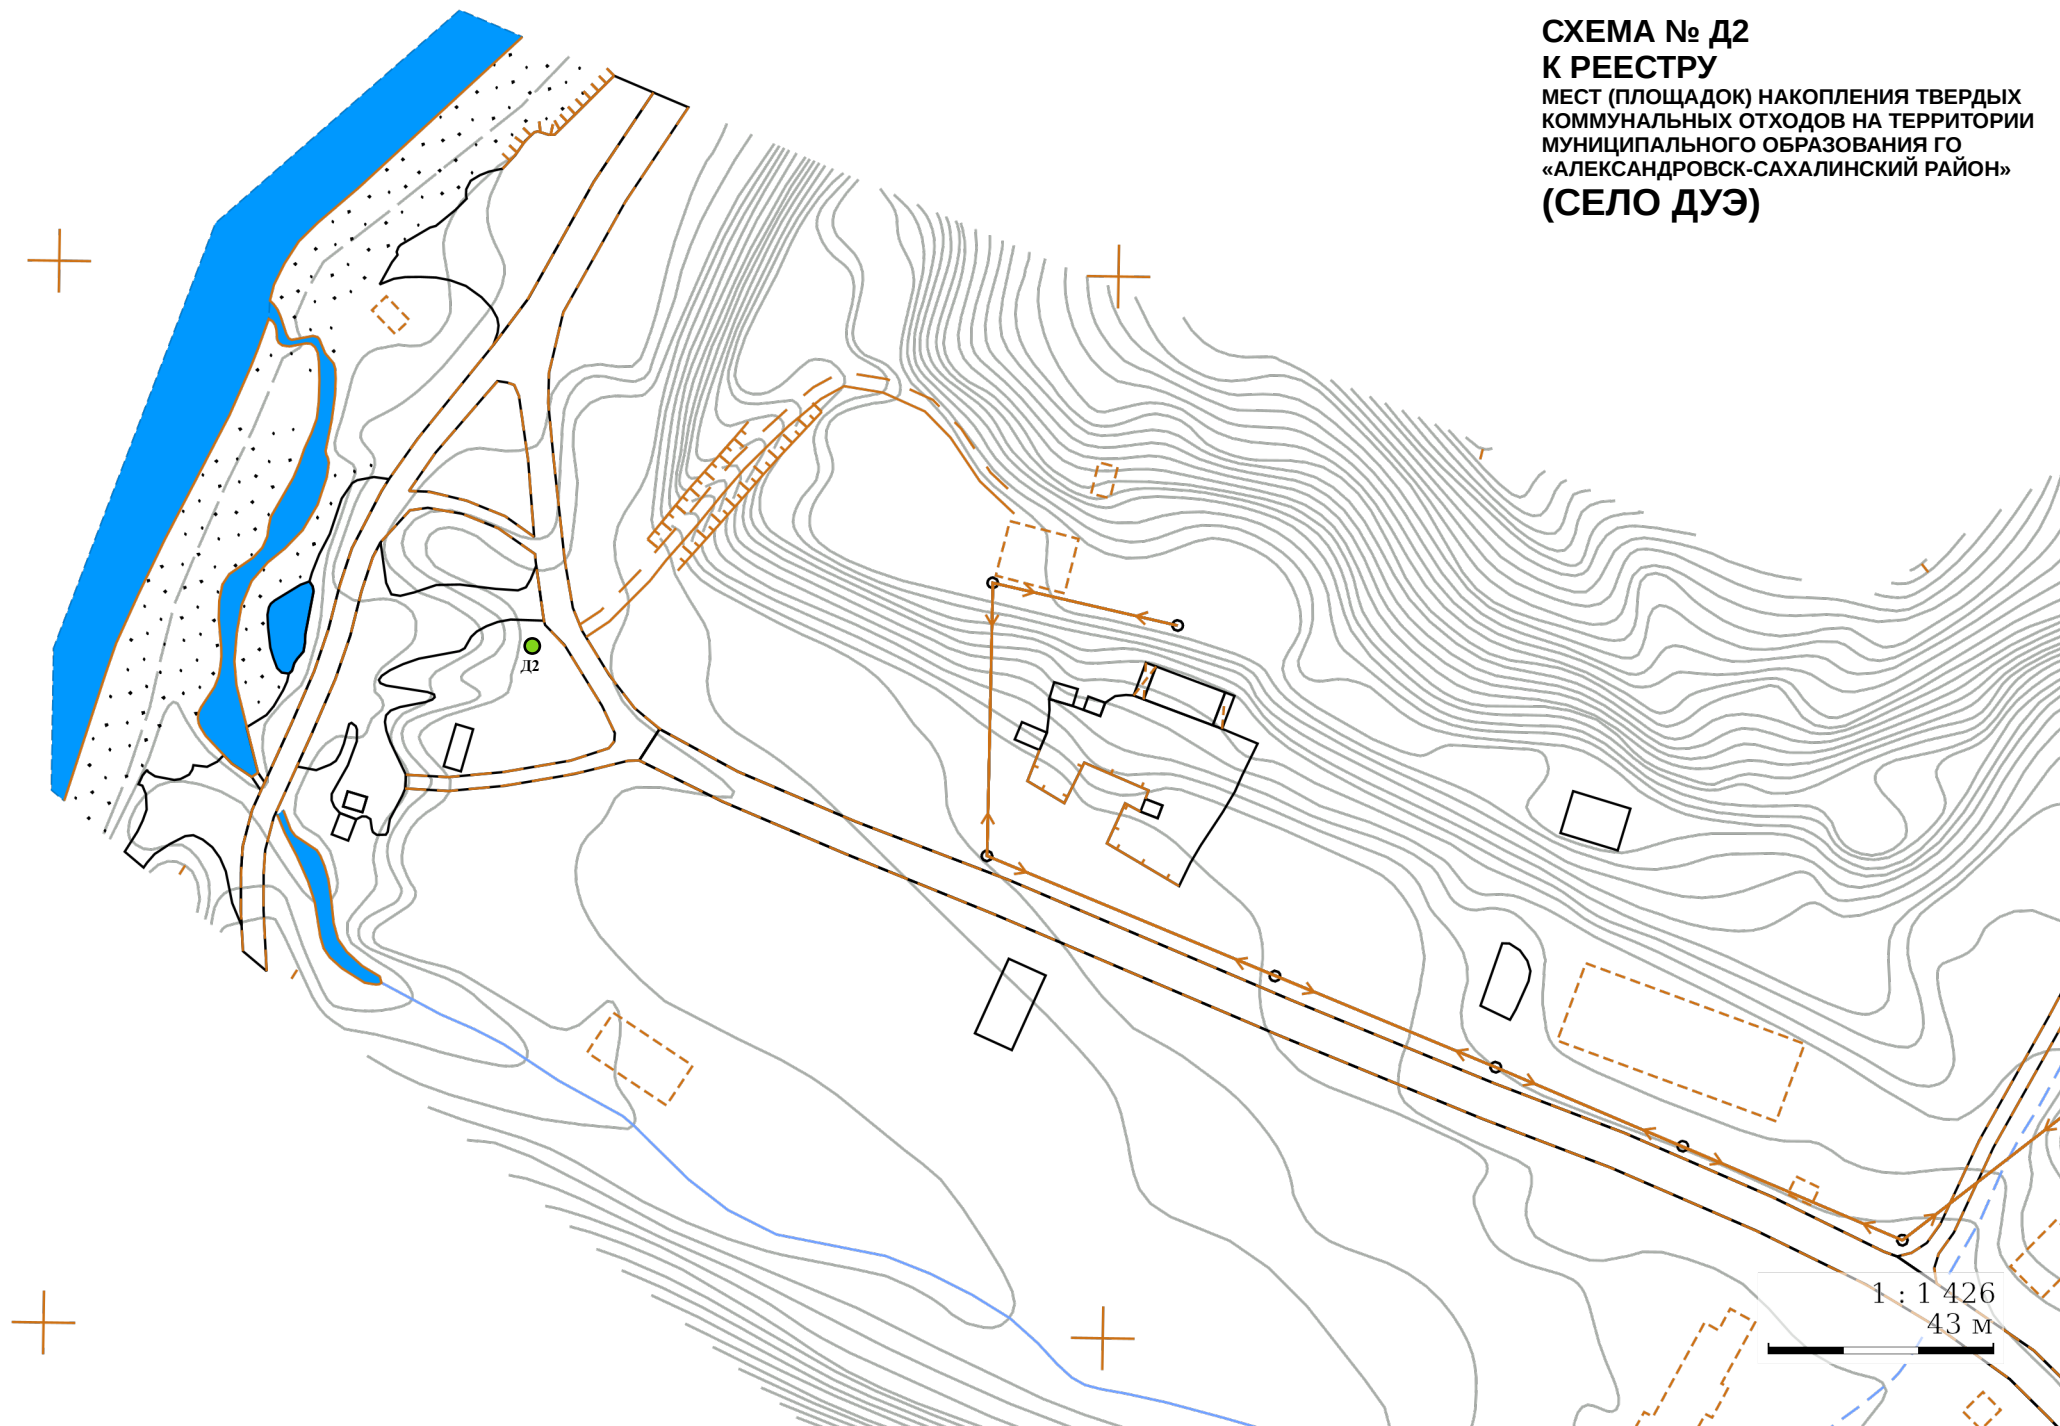 СХЕМА № Д2
К РЕЕСТРУ
МЕСТ (ПЛОЩАДОК) НАКОПЛЕНИЯ ТВЕРДЫХ
КОММУНАЛЬНЫХ ОТХОДОВ НА ТЕРРИТОРИИ
МУНИЦИПАЛЬНОГО ОБРАЗОВАНИЯ ГО
«АЛЕКСАНДРОВСК-САХАЛИНСКИЙ РАЙОН»
(СЕЛО ДУЭ)
Д2
1 : 1 426
43 м